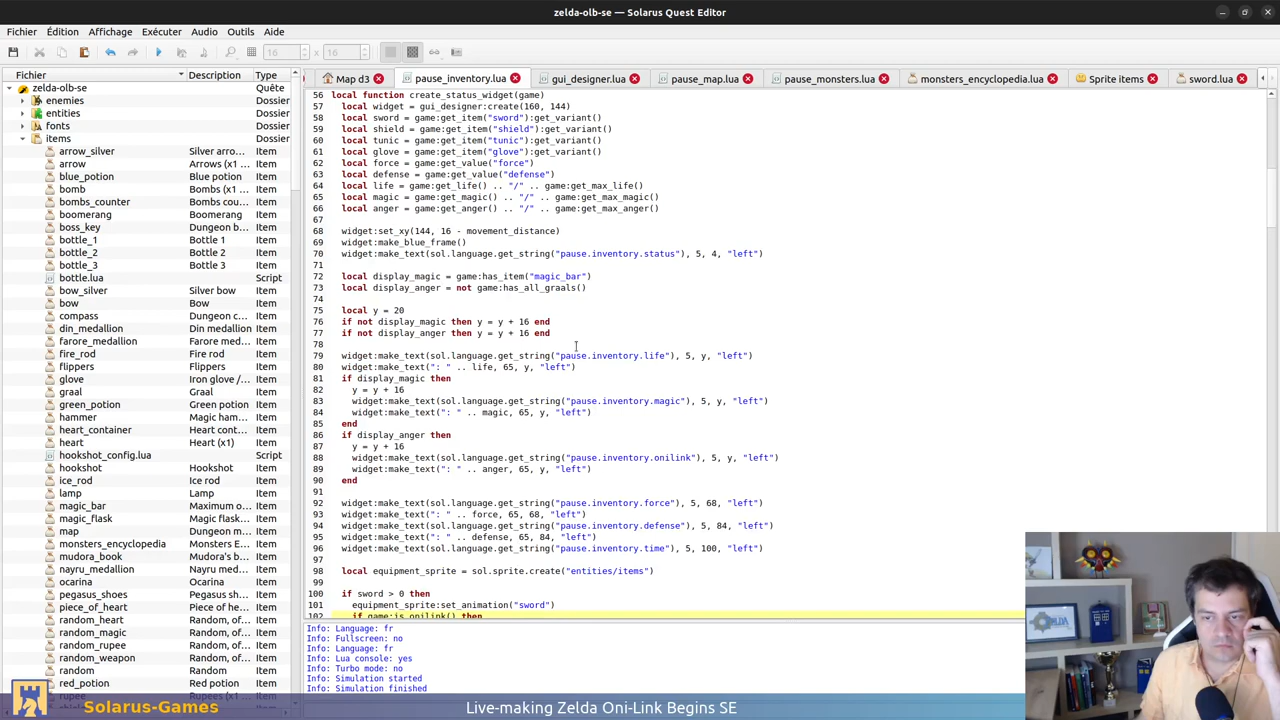 zelda-olb-se — Solarus Quest Editor
Fichier Édition Affichage Exécuter Audio Outils Aide
16 x 16
Fichier Description Type
Map d3 pause_inventory.lua gui_designer.lua pause_map.lua pause_monsters.lua monsters_encyclopedia.lua Sprite items sword.lua
zelda-olb-se Quête
enemies Dossier
entities Dossier
fonts Dossier
items Dossier
arrow_silver Silver arro... Item
arrow Arrows (x1 ... Item
blue_potion Blue potion Item
bomb Bombs (x1) ... Item
bombs_counter Bombs (x1) ... Item
boomerang Boomerang Item
boss_key Dungeon b... Item
bottle_1 Bottle 1 Item
bottle_2 Bottle 2 Item
bottle_3 Bottle 3 Item
bottle.lua Script
bow_silver Silver bow Item
bow Bow Item
compass Dungeon c... Item
din_medallion Din medallion Item
farore_medallion Farore med... Item
fire_rod Fire rod Item
flippers Flippers Item
glove Iron glove /... Item
graal Graal Item
green_potion Green potion Item
hammer Magic ham... Item
heart_container Heart cont... Item
heart Heart (x1) Item
hookshot_config.lua Script
hookshot Hookshot Item
ice_rod Ice rod Item
lamp Lamp Item
magic_bar Maximum o... Item
magic_flask Magic flask... Item
map Dungeon m... Item
monsters_encyclopedia Monsters E... Item
mudora_book Mudora's b... Item
nayru_medallion Nayru med... Item
ocarina Ocarina Item
pegasus_shoes Pegasus sh... Item
piece_of_heart Piece of he... Item
random_heart Random, of... Item
random_magic Random, of... Item
random_rupee Random, of... Item
random_weapon Random, of... Item
random Random, of... Item
red_potion Red potion Item
rupee Rupees (x1 ... Item
56 local function create_status_widget(game)
57 local widget = gui_designer:create(160, 144)
58 local sword = game:get_item("sword"):get_variant()
59 local shield = game:get_item("shield"):get_variant()
60 local tunic = game:get_item("tunic"):get_variant()
61 local glove = game:get_item("glove"):get_variant()
62 local force = game:get_value("force")
63 local defense = game:get_value("defense")
64 local life = game:get_life() .. "/" .. game:get_max_life()
65 local magic = game:get_magic() .. "/" .. game:get_max_magic()
66 local anger = game:get_anger() .. "/" .. game:get_max_anger()
67
68 widget:set_xy(144, 16 - movement_distance)
69 widget:make_blue_frame()
70 widget:make_text(sol.language.get_string("pause.inventory.status"), 5, 4, "left")
71
72 local display_magic = game:has_item("magic_bar")
73 local display_anger = not game:has_all_graals()
74
75 local y = 20
76 if not display_magic then y = y + 16 end
77 if not display_anger then y = y + 16 end
78
79 widget:make_text(sol.language.get_string("pause.inventory.life"), 5, y, "left")
80 widget:make_text(": " .. life, 65, y, "left")
81 if display_magic then
82 y = y + 16
83 widget:make_text(sol.language.get_string("pause.inventory.magic"), 5, y, "left")
84 widget:make_text(": " .. magic, 65, y, "left")
85 end
86 if display_anger then
87 y = y + 16
88 widget:make_text(sol.language.get_string("pause.inventory.onilink"), 5, y, "left")
89 widget:make_text(": " .. anger, 65, y, "left")
90 end
91
92 widget:make_text(sol.language.get_string("pause.inventory.force"), 5, 68, "left")
93 widget:make_text(": " .. force, 65, 68, "left")
94 widget:make_text(sol.language.get_string("pause.inventory.defense"), 5, 84, "left")
95 widget:make_text(": " .. defense, 65, 84, "left")
96 widget:make_text(sol.language.get_string("pause.inventory.time"), 5, 100, "left")
97
98 local equipment_sprite = sol.sprite.create("entities/items")
99
100 if sword > 0 then
101 equipment_sprite:set_animation("sword")
102 if game:is_onilink() then
Info: Language: fr
Info: Fullscreen: no
Info: Language: fr
Info: Lua console: yes
Info: Turbo mode: no
Info: Simulation started
Info: Simulation finished
Solarus-Games
Live-making Zelda Oni-Link Begins SE